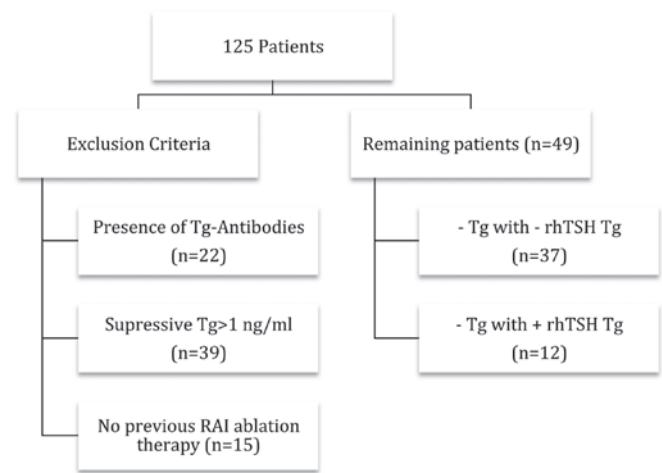 125 Patients
Exclusion Criteria
Remaining patients (n=49)
Presence of Tg-Antibodies
(n=22)
- Tg with - rhTSH Tg
(n=37)
Supressive Tg>1 ng/ml
(n=39)
- Tg with + rhTSH Tg
(n=12)
No previous RAI ablation
therapy (n=15)